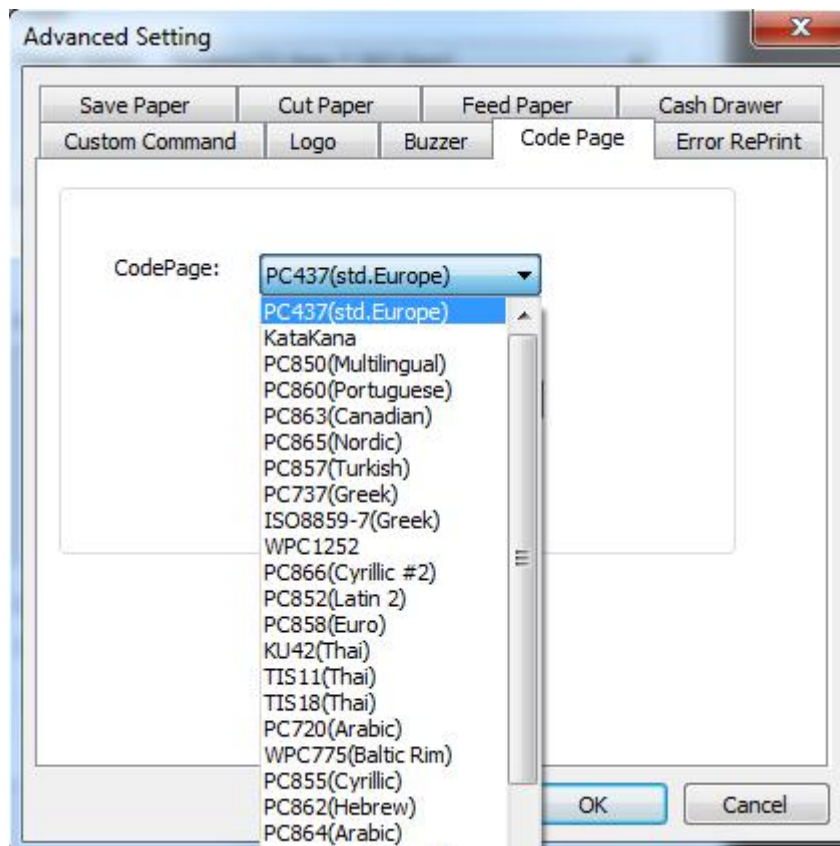 Advanced Setting
Save Paper Cut Paper Feed Paper Cash Drawer
Custom Command Logo Buzzer Code Page Error RePrint
CodePage: PC437(std.Europe)
PC437(std.Europe)
KataKana
PC850(Multilingual)
PC860(Portuguese)
PC863(Canadian)
PC865(Nordic)
PC857(Turkish)
PC737(Greek)
ISO8859-7(Greek)
WPC1252
PC866(Cyrillic #2)
PC852(Latin 2)
PC858(Euro)
KU42(Thai)
TIS11(Thai)
TIS18(Thai)
PC720(Arabic)
WPC775(Baltic Rim)
PC855(Cyrillic)
PC862(Hebrew)
PC864(Arabic)
OK Cancel